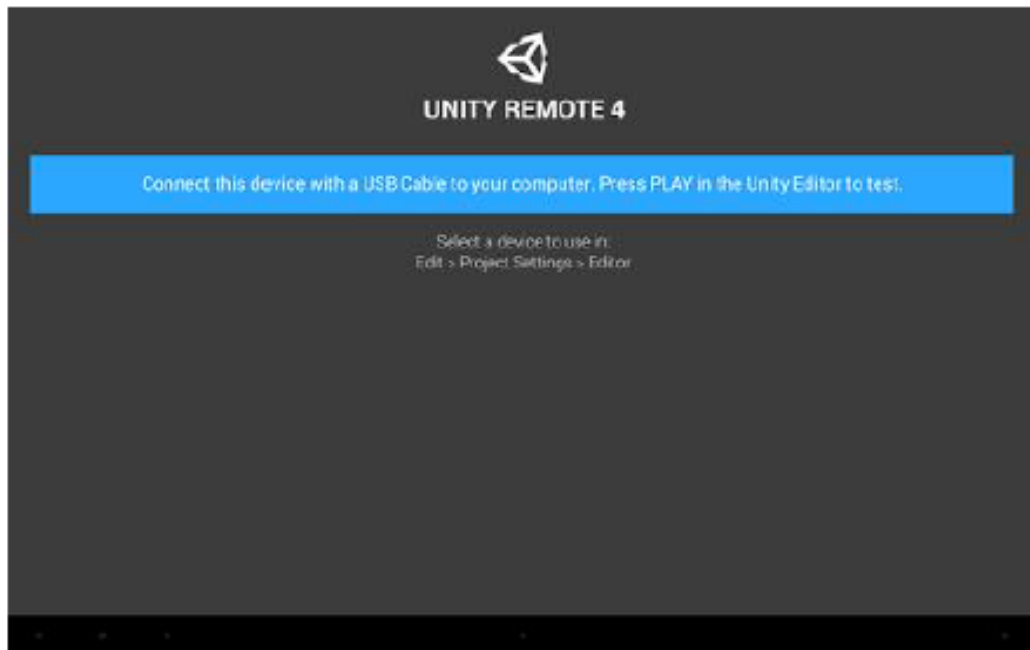 UNITY REMOTE 4
Connect this device with a USB Cable to your computer. Press PLAY in the Unity Editor to test.
Select a device to use in:
Edit > Project Settings > Editor